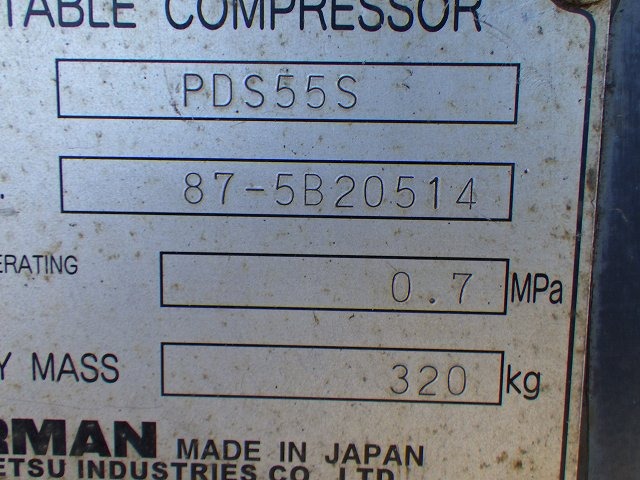 TABLE COMPRESSOR
PDS55S
. 87-5B20514
ERATING 0.7 MPa
Y MASS 320 kg
RMAN MADE IN JAPAN
ETSU INDUSTRIES CO., LTD